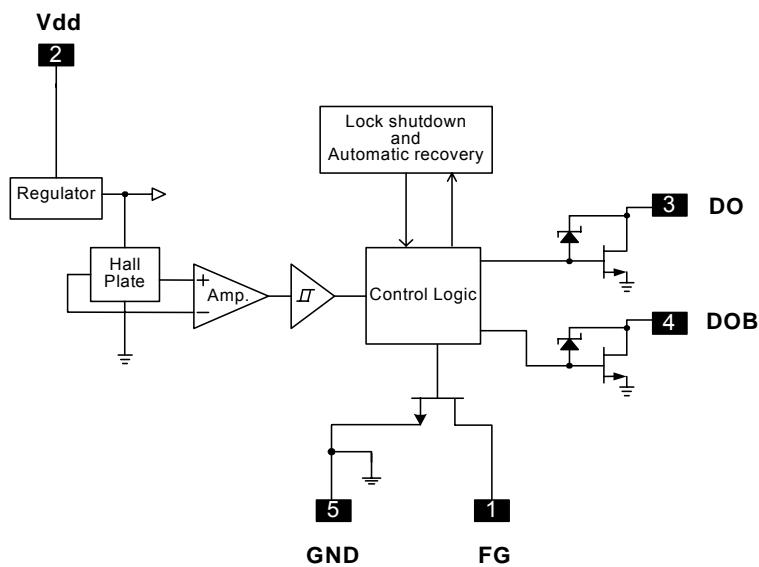 Vdd
2
Lock shutdown
and
Automatic recovery
Regulator
3 DO
Hall
Plate
+
Amp.
−
Control Logic
4 DOB
5
1
GND
FG